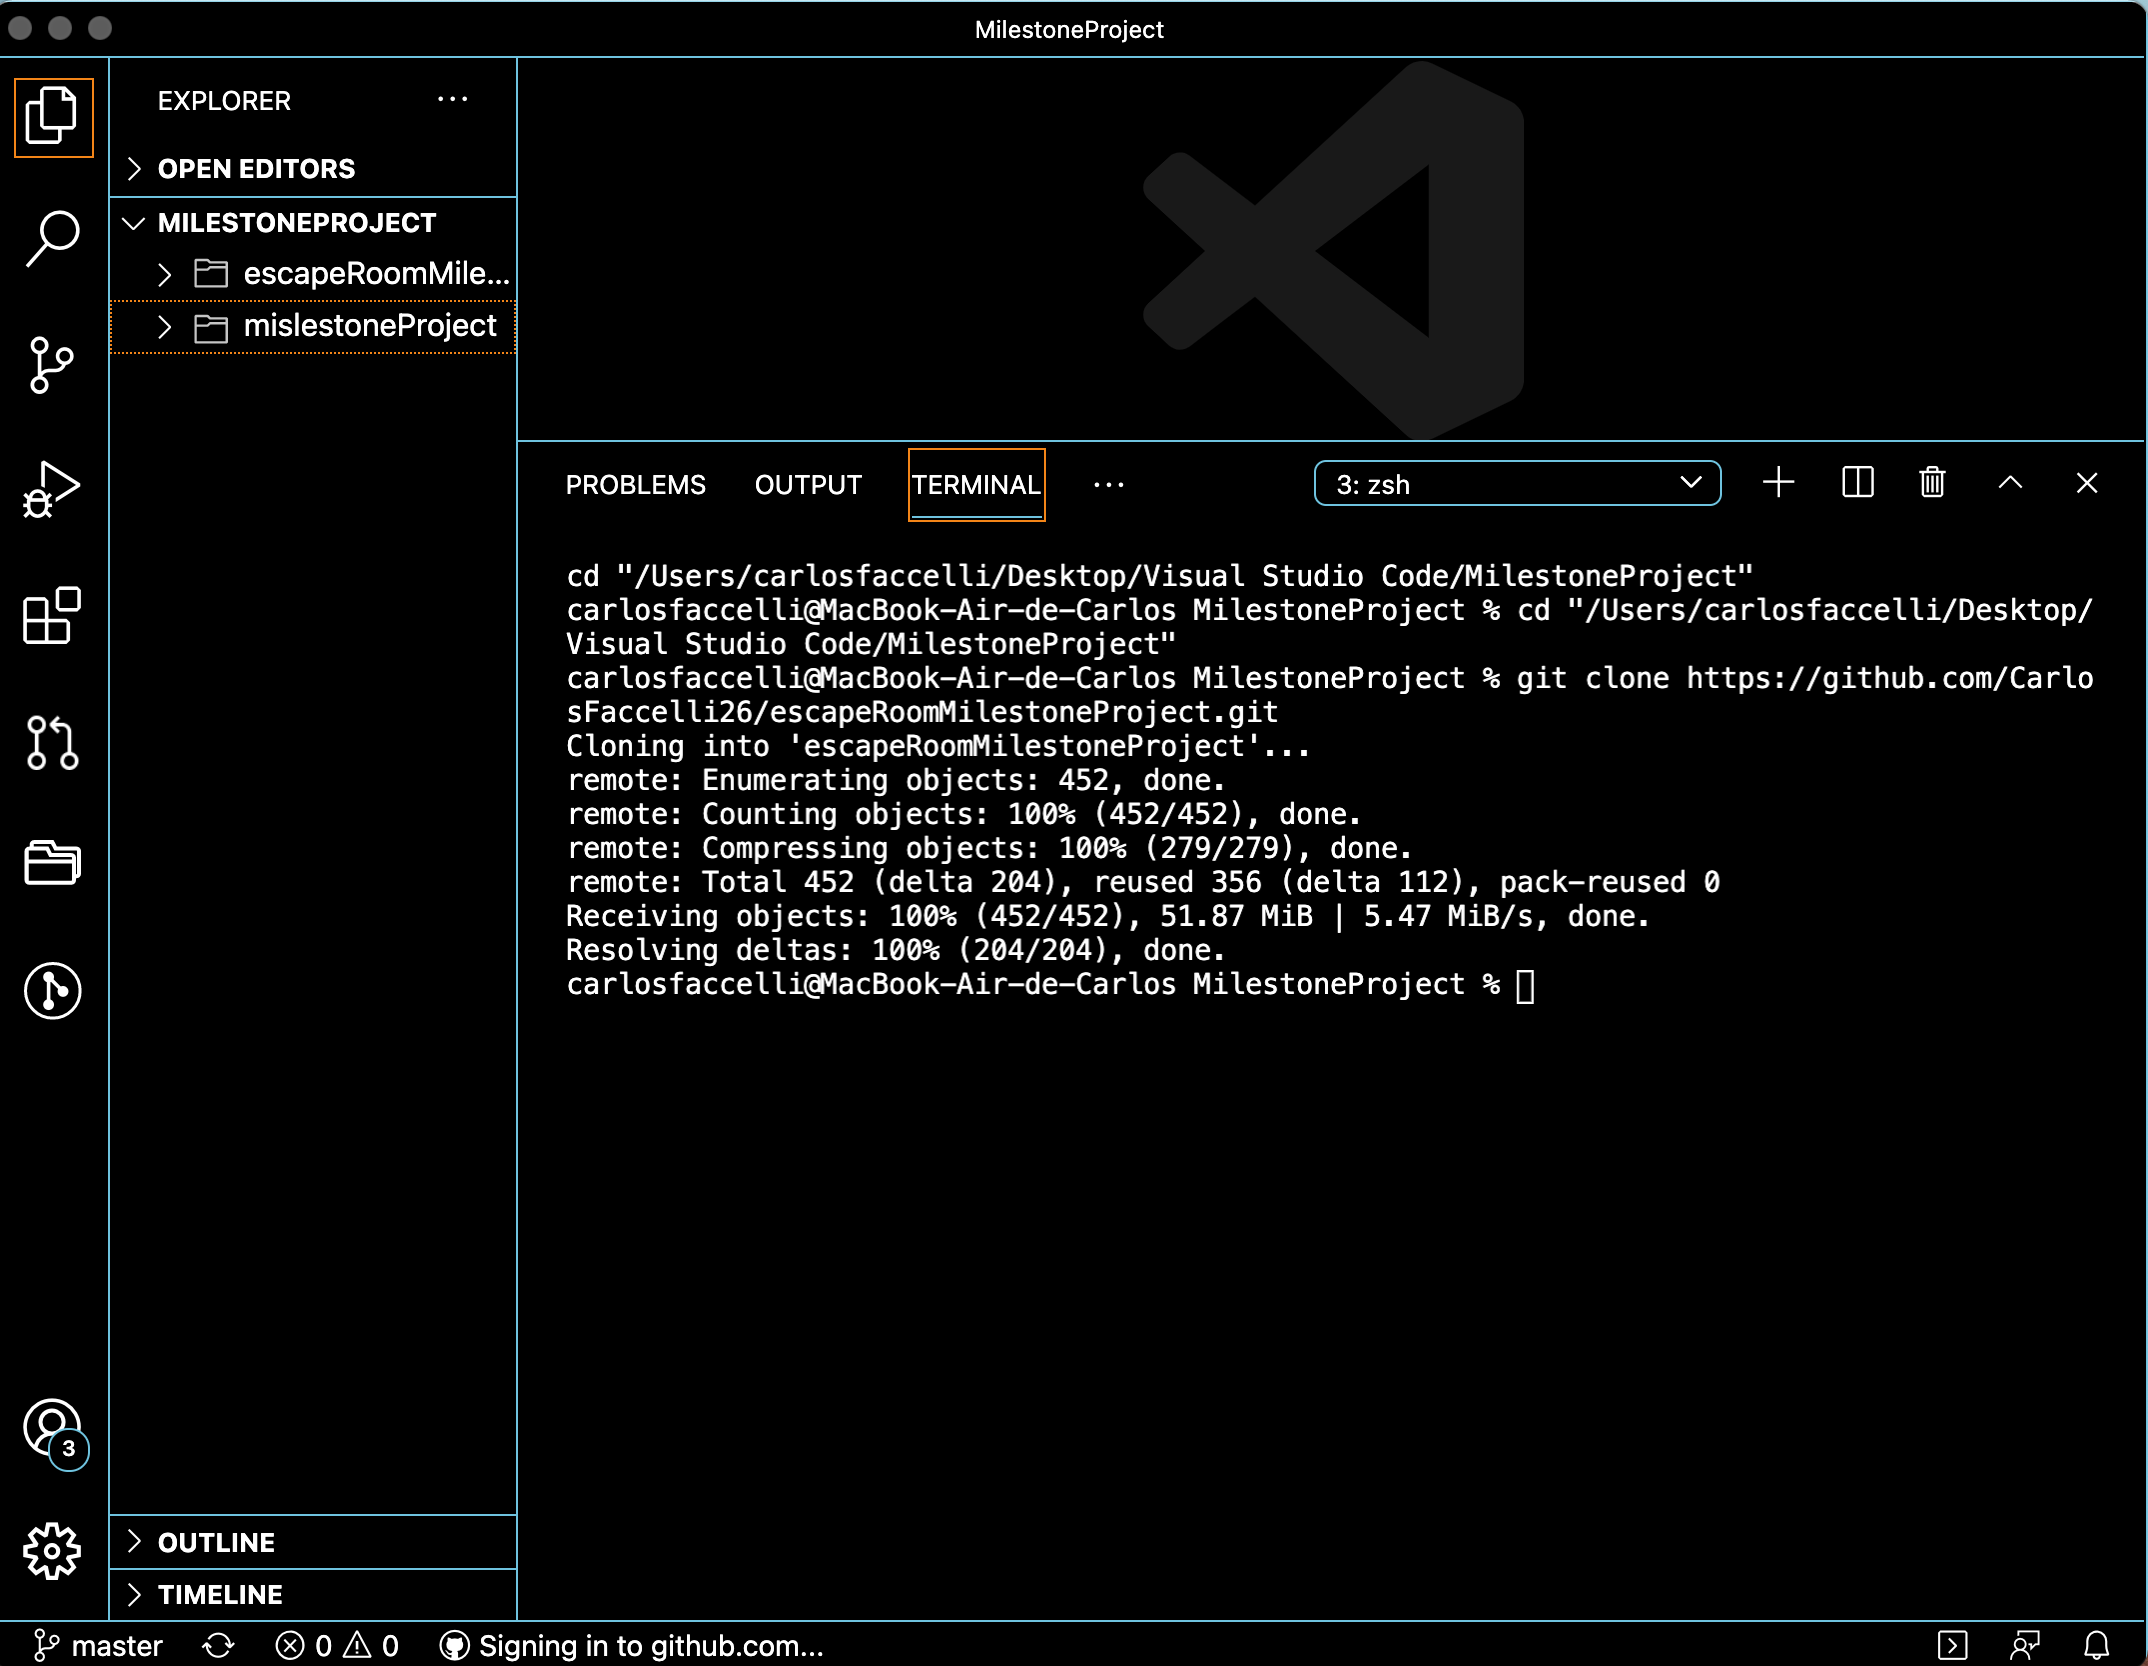 MilestoneProject
EXPLORER
OPEN EDITORS
MILESTONEPROJECT
escapeRoomMile...
mislestoneProject
PROBLEMS OUTPUT TERMINAL ... 3: zsh
cd "/Users/carlosfaccelli/Desktop/Visual Studio Code/MilestoneProject"
carlosfaccelli@MacBook-Air-de-Carlos MilestoneProject % cd "/Users/carlosfaccelli/Desktop/
Visual Studio Code/MilestoneProject"
carlosfaccelli@MacBook-Air-de-Carlos MilestoneProject % git clone https://github.com/Carlo
sFaccelli26/escapeRoomMilestoneProject.git
Cloning into 'escapeRoomMilestoneProject'...
remote: Enumerating objects: 452, done.
remote: Counting objects: 100% (452/452), done.
remote: Compressing objects: 100% (279/279), done.
remote: Total 452 (delta 204), reused 356 (delta 112), pack-reused 0
Receiving objects: 100% (452/452), 51.87 MiB | 5.47 MiB/s, done.
Resolving deltas: 100% (204/204), done.
carlosfaccelli@MacBook-Air-de-Carlos MilestoneProject %
3
OUTLINE
TIMELINE
master 0 0 Signing in to github.com...